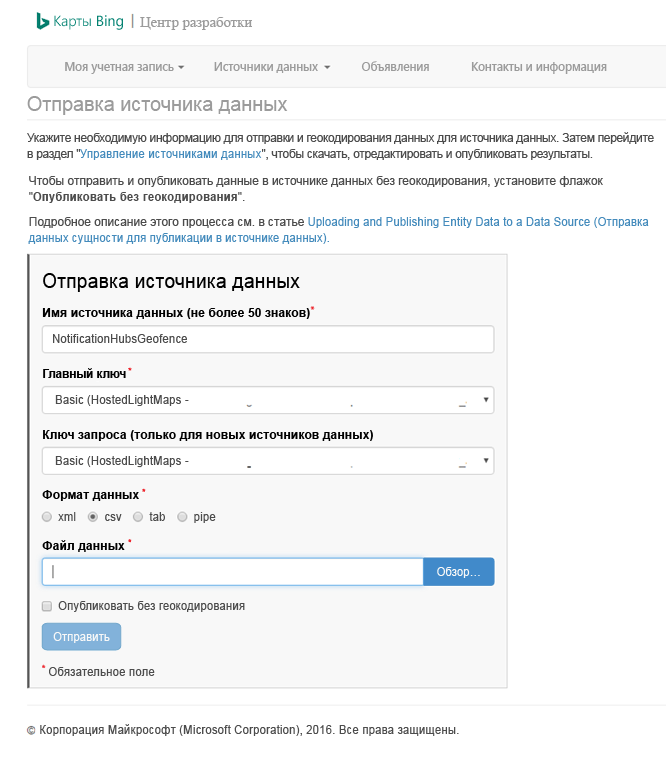 Карты Bing | Центр разработки
Моя учетная запись Источники данных Объявления Контакты и информация
Отправка источника данных
Укажите необходимую информацию для отправки и геокодирования данных для источника данных. Затем перейдите
в раздел "Управление источниками данных", чтобы скачать, отредактировать и опубликовать результаты.
Чтобы отправить и опубликовать данные в источнике данных без геокодирования, установите флажок
"Опубликовать без геокодирования".
Подробное описание этого процесса см. в статье Uploading and Publishing Entity Data to a Data Source (Отправка
данных сущности для публикации в источнике данных).
Отправка источника данных
Имя источника данных (не более 50 знаков)*
NotificationHubsGeofence
Главный ключ*
Basic (HostedLightMaps -
Ключ запроса (только для новых источников данных)
Basic (HostedLightMaps -
Формат данных *
xml csv tab pipe
Файл данных *
Обзор...
Опубликовать без геокодирования
Отправить
* Обязательное поле
© Корпорация Майкрософт (Microsoft Corporation), 2016. Все права защищены.